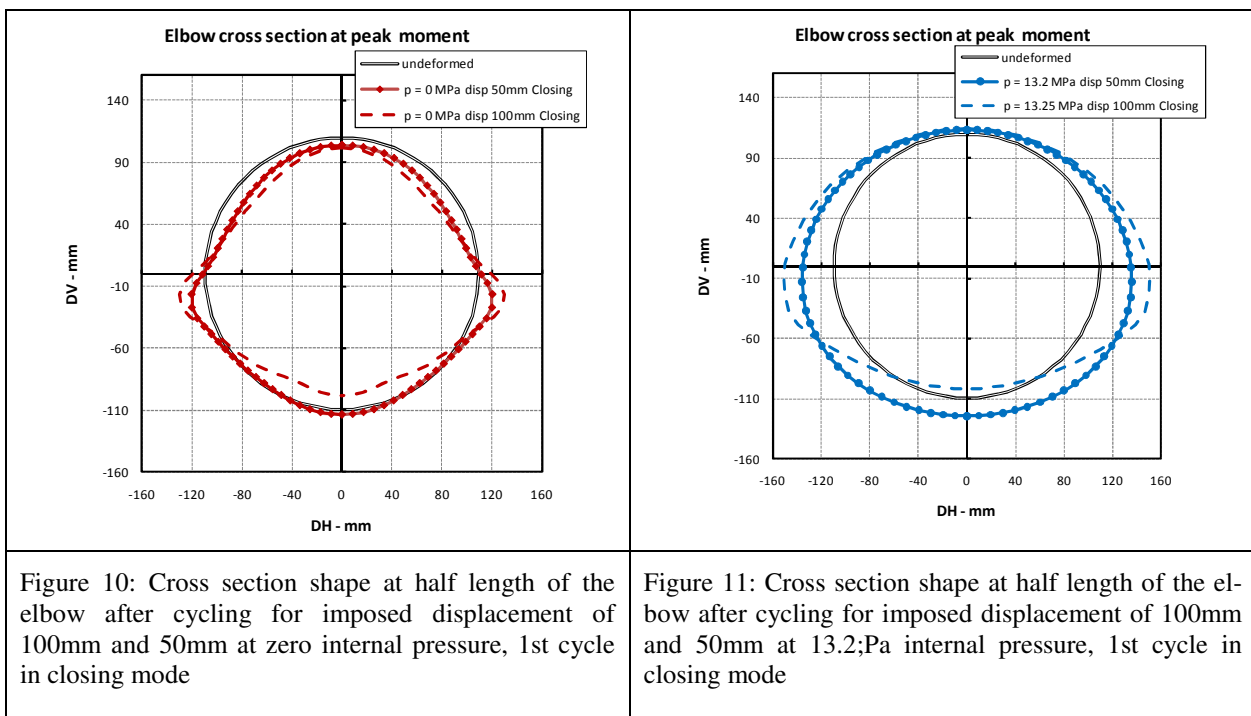 Elbow cross section at peak moment
undeformed
p = 0 MPa disp 50mm Closing
p = 0 MPa disp 100mm Closing
140
90
40
-10
-60
-110
-160
DV - mm
-160 -120 -80 -40 0 40 80 120 160
DH - mm
Figure 10: Cross section shape at half length of the
elbow after cycling for imposed displacement of
100mm and 50mm at zero internal pressure, 1st cycle
in closing mode
Elbow cross section at peak moment
undeformed
p = 13.2 MPa disp 50mm Closing
p = 13.25 MPa disp 100mm Closing
140
90
40
-10
-60
-110
-160
DV - mm
-160 -120 -80 -40 0 40 80 120 160
DH - mm
Figure 11: Cross section shape at half length of the el-
bow after cycling for imposed displacement of 100mm
and 50mm at 13.2;Pa internal pressure, 1st cycle in
closing mode